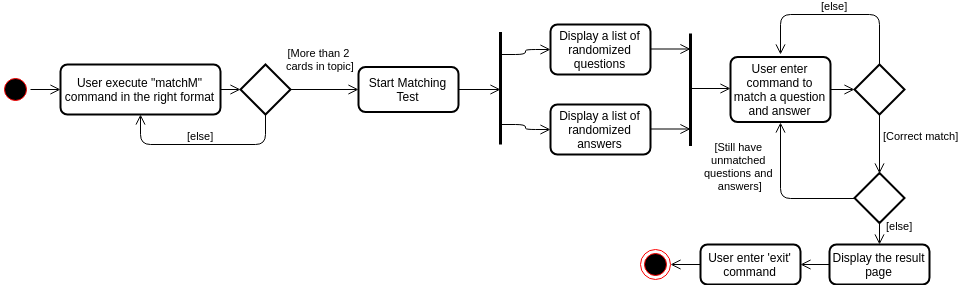 User execute "matchM"
command in the right format
[else]
[More than 2
cards in topic]
Start Matching
Test
Display a list of
randomized
questions
Display a list of
randomized
answers
[else]
User enter
command to
match a question
and answer
[Correct match]
[Still have
unmatched
questions and
answers]
[else]
Display the result
page
User enter 'exit'
command